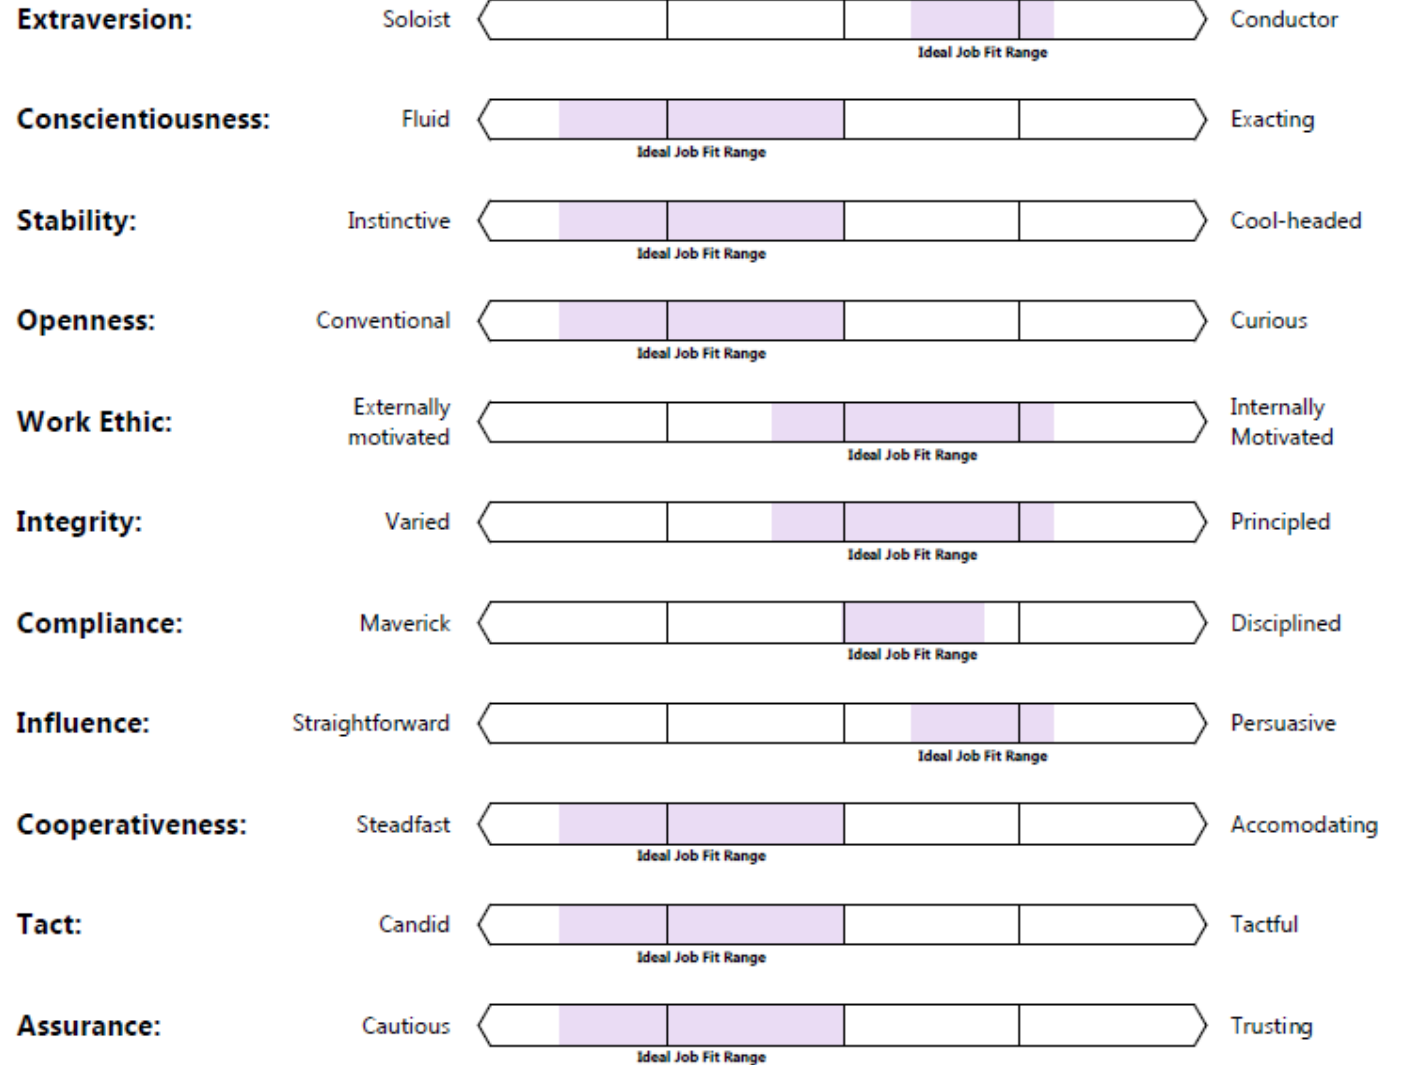 Extraversion: Soloist Conductor
Ideal Job Fit Range
Conscientiousness: Fluid Exacting
Ideal Job Fit Range
Stability: Instinctive Cool-headed
Ideal Job Fit Range
Openness: Conventional Curious
Ideal Job Fit Range
Work Ethic: Externally motivated Internally Motivated
Ideal Job Fit Range
Integrity: Varied Principled
Ideal Job Fit Range
Compliance: Maverick Disciplined
Ideal Job Fit Range
Influence: Straightforward Persuasive
Ideal Job Fit Range
Cooperativeness: Steadfast Accomodating
Ideal Job Fit Range
Tact: Candid Tactful
Ideal Job Fit Range
Assurance: Cautious Trusting
Ideal Job Fit Range